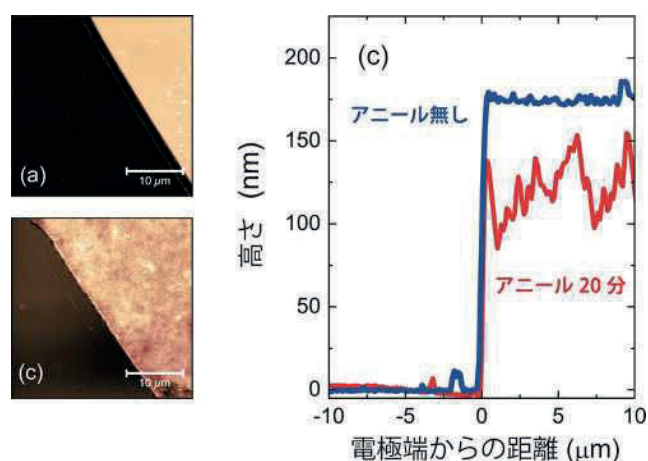 (a)
10 μm
(c)
10 μm
(c)
アニール無し
アニール 20 分
200
150
100
50
0
高さ (nm)
-10
-5
0
5
10
電極端からの距離 (μm)